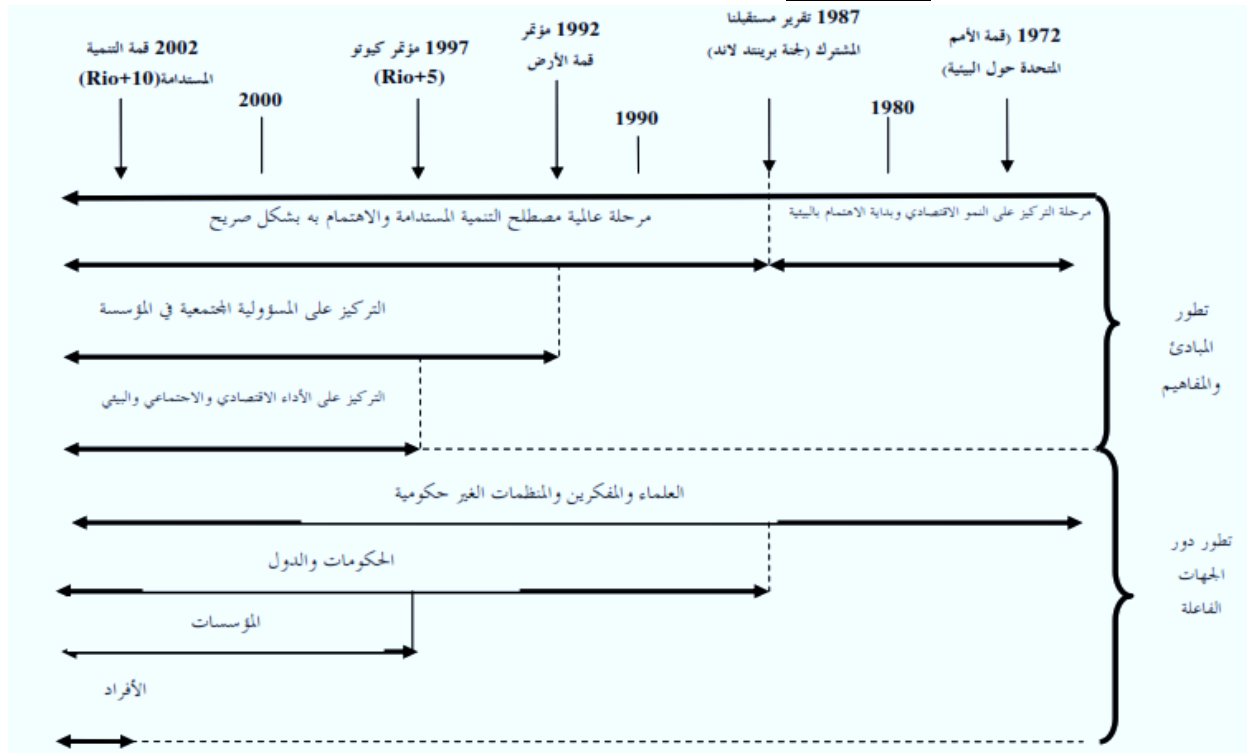 1972 (قمة الأمم
المتحدة حول البيئية)
1980
1987 تقرير مستقبلنا
المشترك (لجنة برينتد لاند)
1990
1992 مؤتمر
قمة الأرض
1997 مؤتمر كيوتو
(Rio+5)
2000
2002 قمة التنمية
المستدامة(Rio+10)
مرحلة التركيز على النمو الاقتصادي وبداية الاهتمام بالبيئية
مرحلة عالمية مصطلح التنمية المستدامة والاهتمام به بشكل صريح
التركيز على المسؤولية المجتمعية في المؤسسة
التركيز على الأداء الاقتصادي والاجتماعي والبيئي
تطور
المبادئ
والمفاهيم
العلماء والمفكرين والمنظمات الغير حكومية
الحكومات والدول
المؤسسات
الأفراد
تطور دور
الجهات
الفاعلة